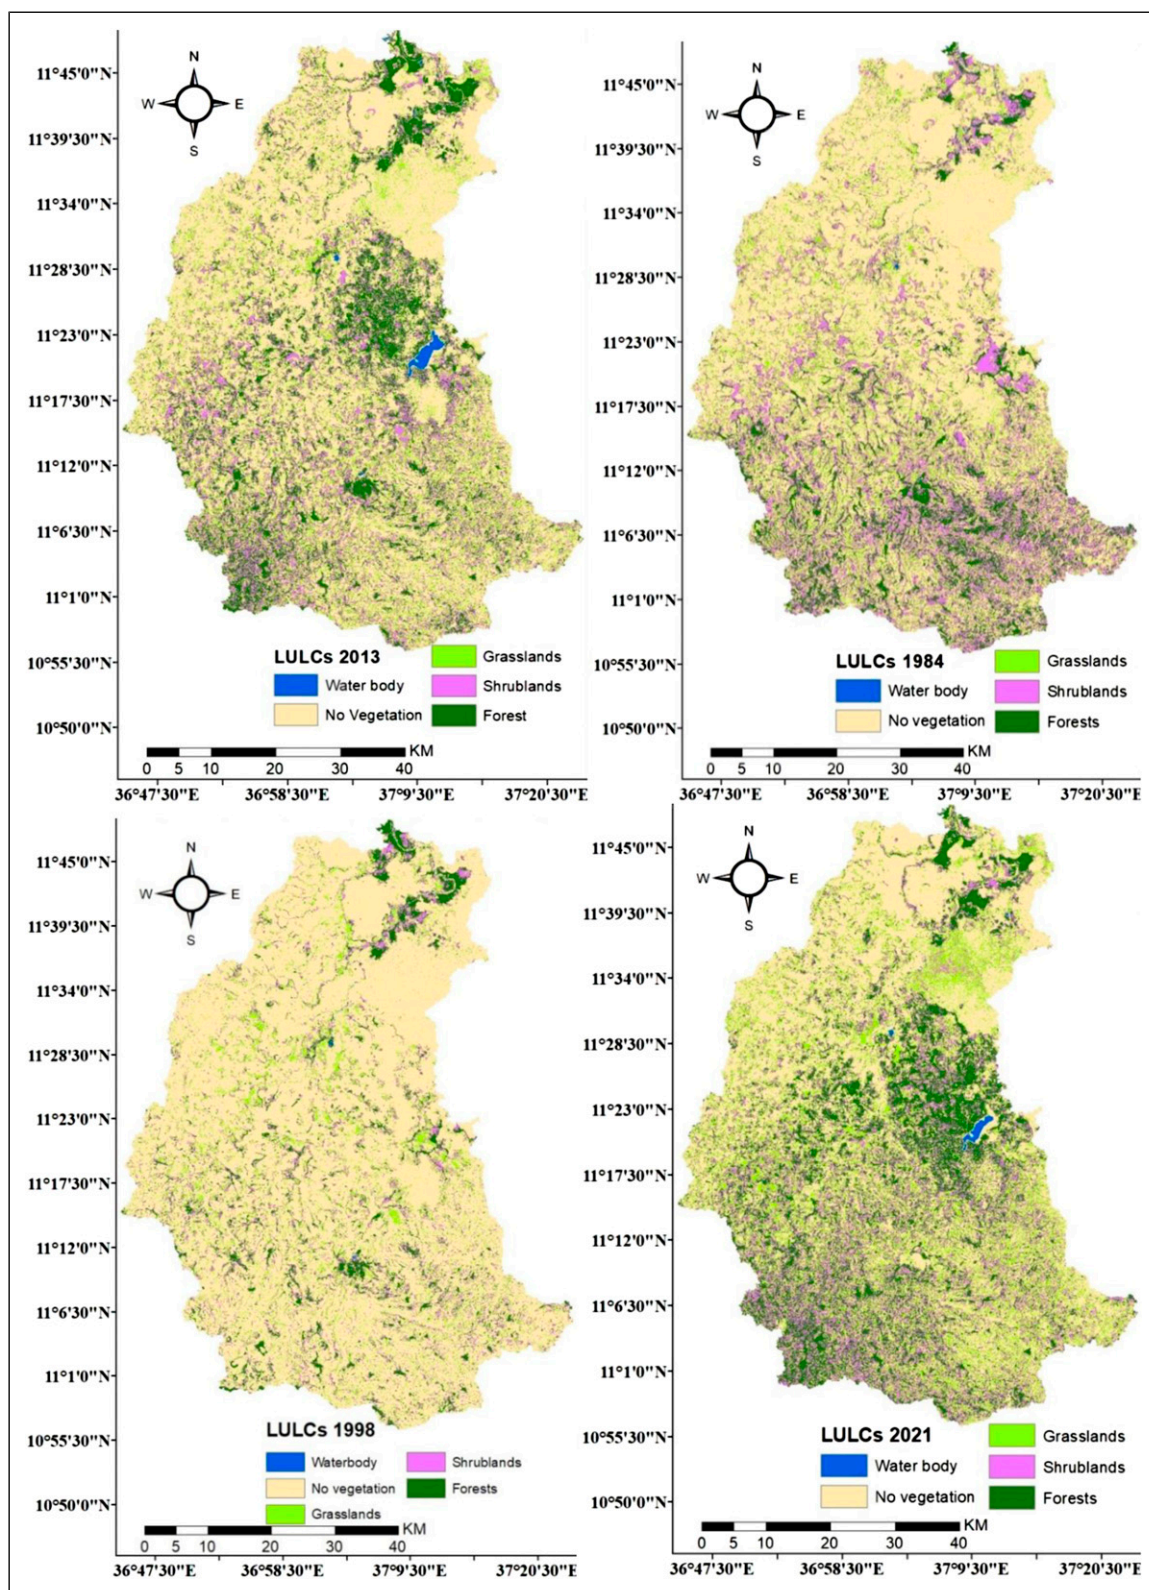 N
W E
S
11°45'0"N
11°39'30"N
11°34'0"N
11°28'30"N
11°23'0"N
11°17'30"N
11°12'0"N
11°6'30"N
11°1'0"N
10°55'30"N
10°50'0"N
LULCs 2013
Water body
No Vegetation
Grasslands
Shrublands
Forest
KM
0 5 10 20 30 40
36°47'30"E 36°58'30"E 37°9'30"E 37°20'30"E
N
W E
S
11°45'0"N
11°39'30"N
11°34'0"N
11°28'30"N
11°23'0"N
11°17'30"N
11°12'0"N
11°6'30"N
11°1'0"N
10°55'30"N
10°50'0"N
LULCs 1984
Water body
No vegetation
Grasslands
Shrublands
Forests
KM
0 5 10 20 30 40
36°47'30"E 36°58'30"E 37°9'30"E 37°20'30"E
N
W E
S
11°45'0"N
11°39'30"N
11°34'0"N
11°28'30"N
11°23'0"N
11°17'30"N
11°12'0"N
11°6'30"N
11°1'0"N
10°55'30"N
10°50'0"N
LULCs 1998
Waterbody
No vegetation
Grasslands
Shrublands
Forests
KM
0 5 10 20 30 40
36°47'30"E 36°58'30"E 37°9'30"E 37°20'30"E
N
W E
S
11°45'0"N
11°39'30"N
11°34'0"N
11°28'30"N
11°23'0"N
11°17'30"N
11°12'0"N
11°6'30"N
11°1'0"N
10°55'30"N
10°50'0"N
LULCs 2021
Water body
No vegetation
Grasslands
Shrublands
Forests
KM
0 5 10 20 30 40
36°47'30"E 36°58'30"E 37°9'30"E 37°20'30"E